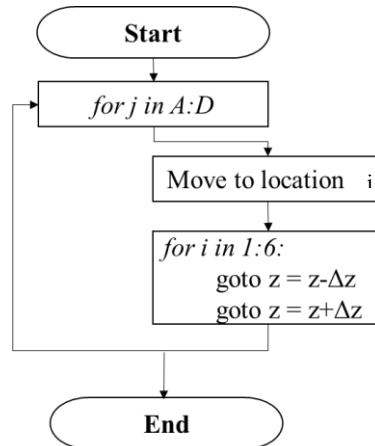 Start
for j in A:D
Move to location i
for i in 1:6:
goto z = z-Δz
goto z = z+Δz
End